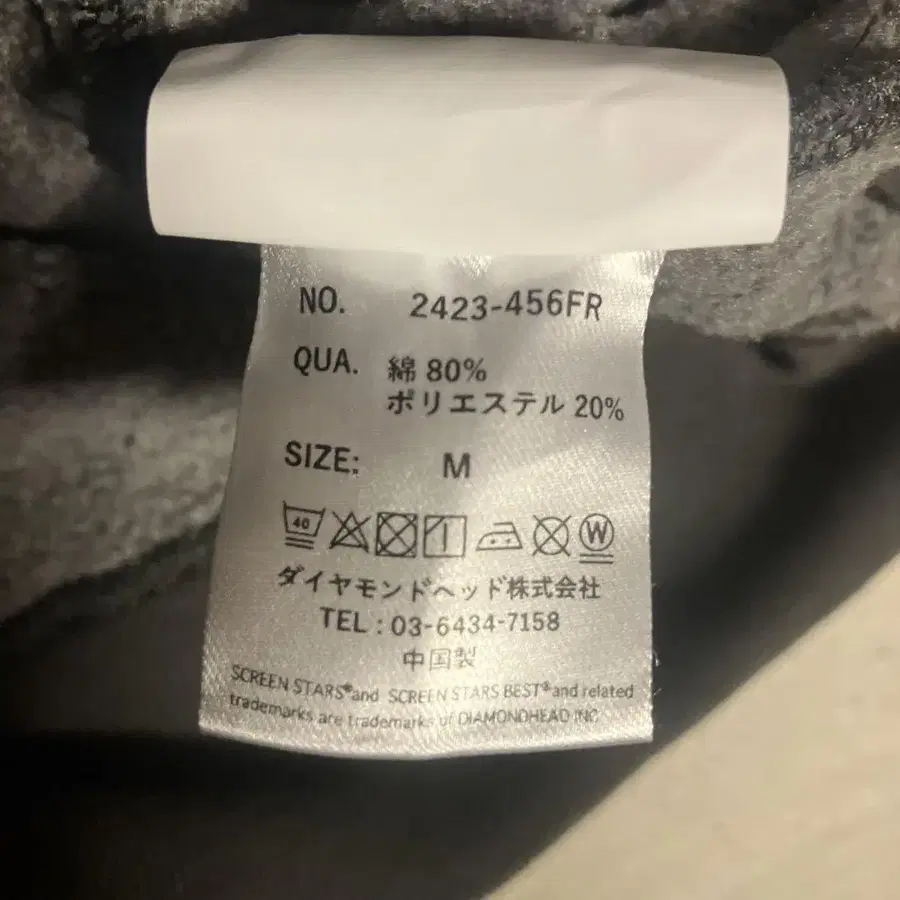 NO. 2423-456FR
QUA. 綿 80%
ポリエステル 20%
SIZE: M
40 W
ダイヤモンドヘッド株式会社
TEL : 03-6434-7158
中国製
SCREEN STARS®and SCREEN STARS BEST®and related
trademarks are trademarks of DIAMONDHEAD INC